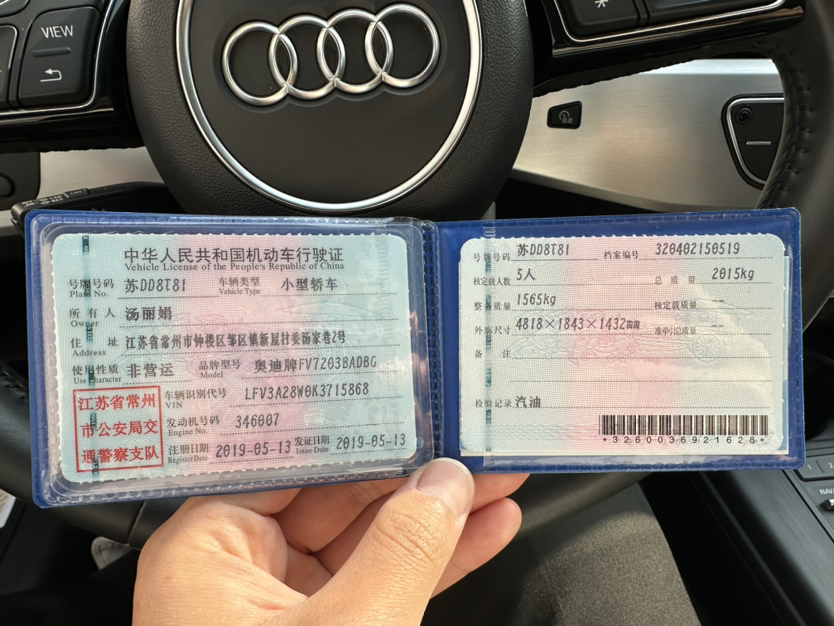 VIEW
中华人民共和国机动车行驶证
Vehicle License of the People's Republic of China
号牌号码 苏DD8T81 车辆类型 小型轿车
Plate No. Vehicle Type
所有人 汤丽娟
Owner
住址 江苏省常州市钟楼区邹区镇新屋村委杨家巷2号
Address
使用性质 非营运 品牌型号 奥迪牌FV7203BADBG
Use Character Model
江苏省常州
市公安局交
通警察支队
车辆识别代号 LFV3A28W0K3715868
VIN
发动机号码 346007
Engine No.
注册日期 2019-05-13 发证日期 2019-05-13
Register Date Issue Date
号牌号码 苏DD8T81 档案编号 320402150519
核定载人数 5人 总质量 2015kg
整备质量 1565kg 核定载质量 --
外廓尺寸 4818×1843×1432mm 准牵引总质量 --
备注
检验记录 汽油
*3260036921628*
NAV